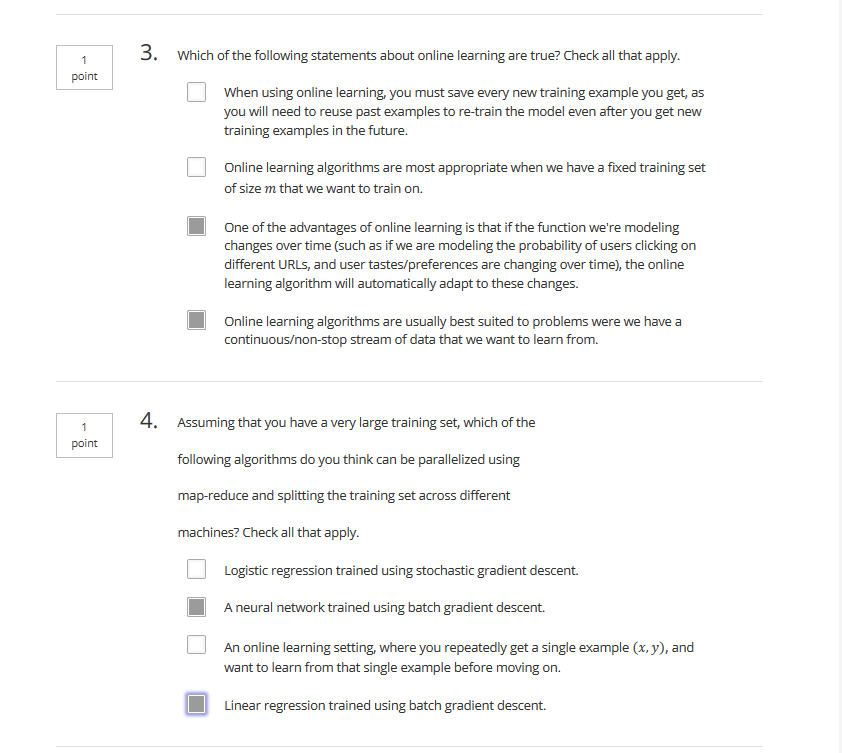 1
point
3.
Which of the following statements about online learning are true? Check all that apply.
When using online learning, you must save every new training example you get, as
you will need to reuse past examples to re-train the model even after you get new
training examples in the future.
Online learning algorithms are most appropriate when we have a fixed training set
of size m that we want to train on.
One of the advantages of online learning is that if the function we're modeling
changes over time (such as if we are modeling the probability of users clicking on
different URLs, and user tastes/preferences are changing over time), the online
learning algorithm will automatically adapt to these changes.
Online learning algorithms are usually best suited to problems were we have a
continuous/non-stop stream of data that we want to learn from.
1
point
4.
Assuming that you have a very large training set, which of the
following algorithms do you think can be parallelized using
map-reduce and splitting the training set across different
machines? Check all that apply.
Logistic regression trained using stochastic gradient descent.
A neural network trained using batch gradient descent.
An online learning setting, where you repeatedly get a single example (x, y), and
want to learn from that single example before moving on.
Linear regression trained using batch gradient descent.